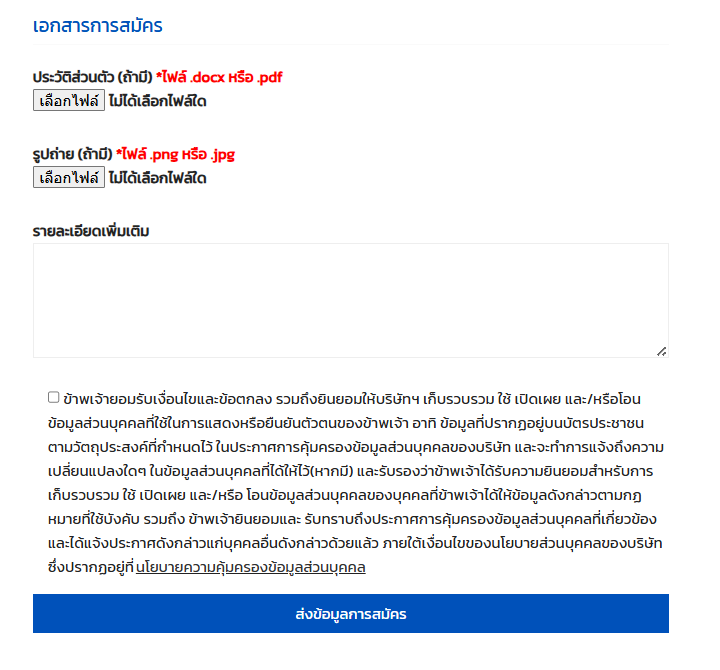 เอกสารการสมัคร
ประวัติส่วนตัว (ถ้ามี) *ไฟล์ .docx หรือ .pdf
เลือกไฟล์ ไม่ได้เลือกไฟล์ใด
รูปถ่าย (ถ้ามี) *ไฟล์ .png หรือ .jpg
เลือกไฟล์ ไม่ได้เลือกไฟล์ใด
รายละเอียดเพิ่มเติม
ข้าพเจ้ายอมรับเงื่อนไขและข้อตกลง รวมถึงยินยอมให้บริษัทฯ เก็บรวบรวม ใช้ เปิดเผย และ/หรือโอน
ข้อมูลส่วนบุคคลที่ใช้ในการแสดงหรือยืนยันตัวตนของข้าพเจ้า อาทิ ข้อมูลที่ปรากฏอยู่บนบัตรประชาชน
ตามวัตถุประสงค์ที่กำหนดไว้ ในประกาศการคุ้มครองข้อมูลส่วนบุคคลของบริษัท และจะทำการแจ้งถึงความ
เปลี่ยนแปลงใดๆ ในข้อมูลส่วนบุคคลที่ได้ให้ไว้(หากมี) และรับรองว่าข้าพเจ้าได้รับความยินยอมสำหรับการ
เก็บรวบรวม ใช้ เปิดเผย และ/หรือ โอนข้อมูลส่วนบุคคลของบุคคลที่ข้าพเจ้าได้ให้ข้อมูลดังกล่าวตามกฎ
หมายที่ใช้บังคับ รวมถึง ข้าพเจ้ายินยอมและ รับทราบถึงประกาศการคุ้มครองข้อมูลส่วนบุคคลที่เกี่ยวข้อง
และได้แจ้งประกาศดังกล่าวแก่บุคคลอื่นดังกล่าวด้วยแล้ว ภายใต้เงื่อนไขของนโยบายส่วนบุคคลของบริษัท
ซึ่งปรากฏอยู่ที่ นโยบายความคุ้มครองข้อมูลส่วนบุคคล
ส่งข้อมูลการสมัคร